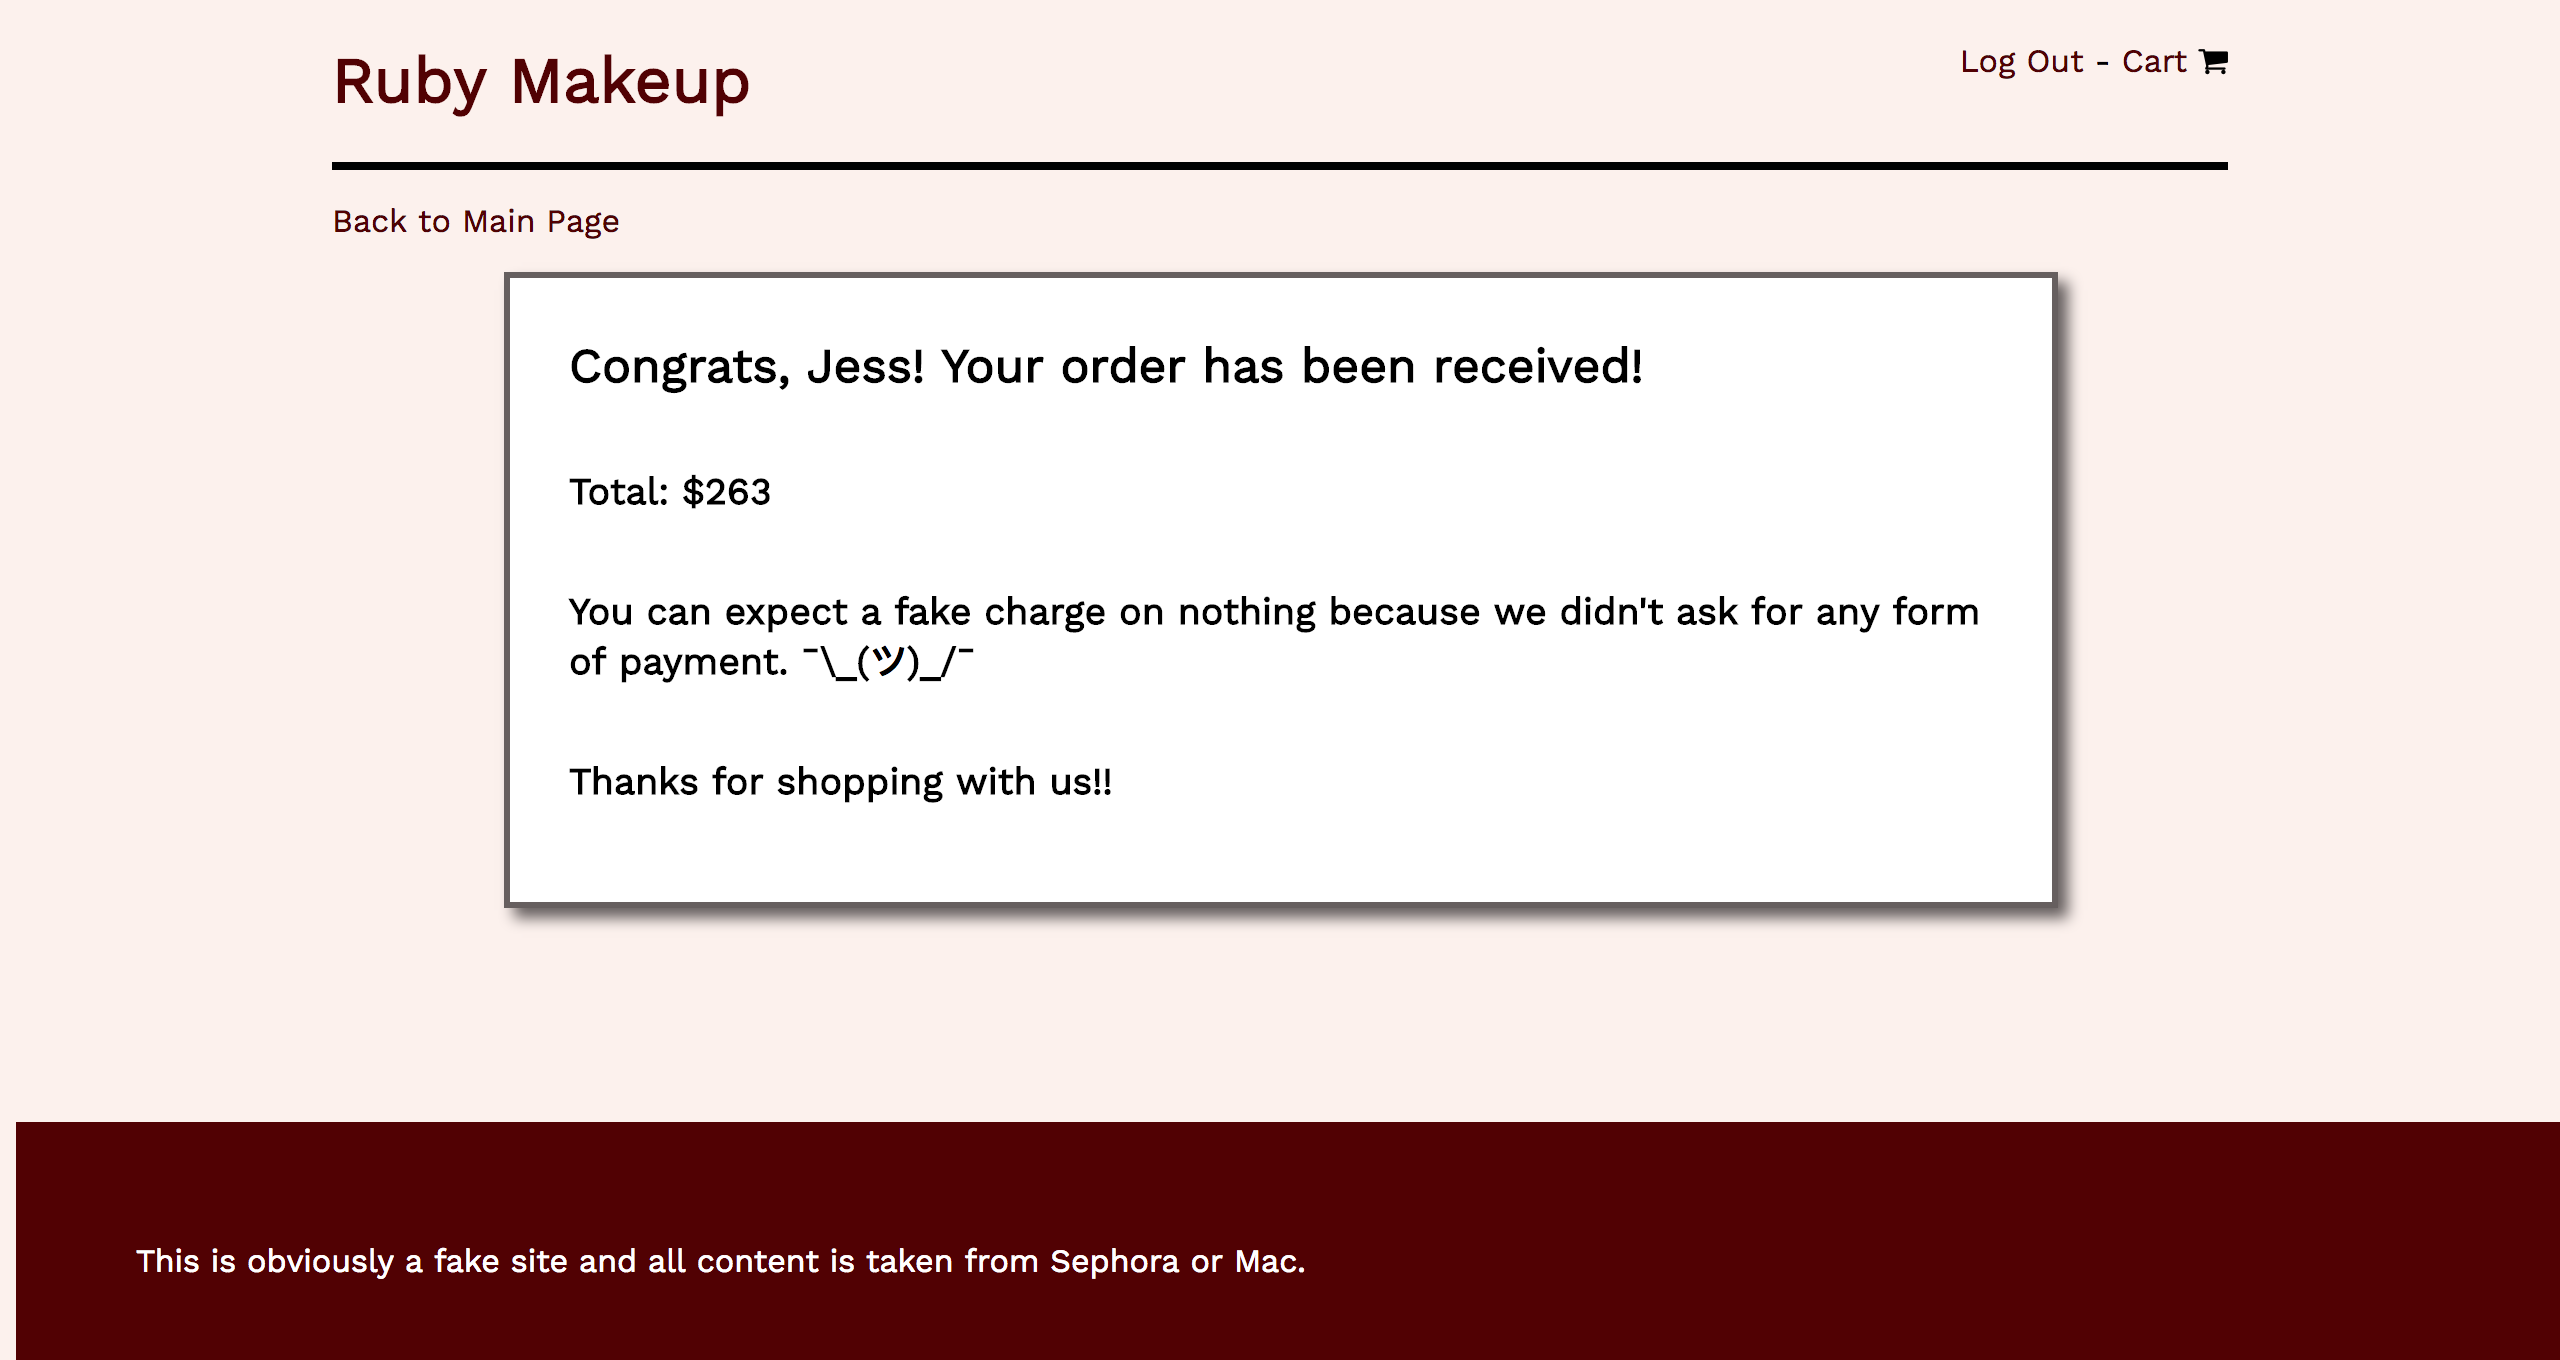 Ruby Makeup
Log Out - Cart
Back to Main Page
Congrats, Jess! Your order has been received!
Total: $263
You can expect a fake charge on nothing because we didn't ask for any form
of payment. ¯\_(ツ)_/¯
Thanks for shopping with us!!
This is obviously a fake site and all content is taken from Sephora or Mac.